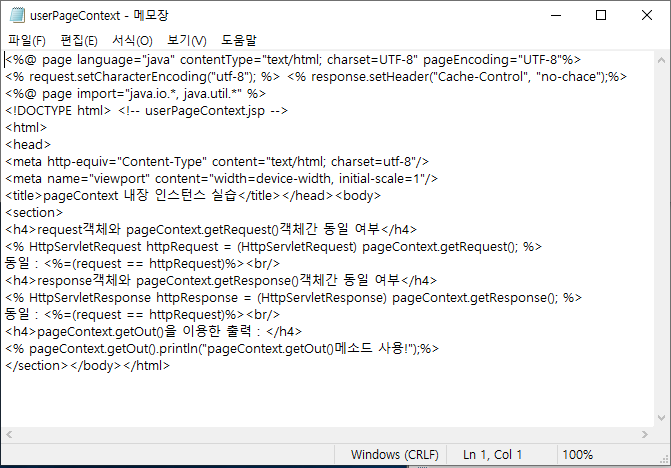 userPageContext - 메모장
파일(F) 편집(E) 서식(O) 보기(V) 도움말
<%@ page language="java" contentType="text/html; charset=UTF-8" pageEncoding="UTF-8"%>
<% request.setCharacterEncoding("utf-8"); %> <% response.setHeader("Cache-Control", "no-chace");%>
<%@ page import="java.io.*, java.util.*" %>
<!DOCTYPE html> <!-- userPageContext.jsp -->
<html>
<head>
<meta http-equiv="Content-Type" content="text/html; charset=utf-8"/>
<meta name="viewport" content="width=device-width, initial-scale=1"/>
<title>pageContext 내장 인스턴스 실습</title></head><body>
<section>
<h4>request객체와 pageContext.getRequest()객체간 동일 여부</h4>
<% HttpServletRequest httpRequest = (HttpServletRequest) pageContext.getRequest(); %>
동일 : <%=(request == httpRequest)%><br/>
<h4>response객체와 pageContext.getResponse()객체간 동일 여부</h4>
<% HttpServletResponse httpResponse = (HttpServletResponse) pageContext.getResponse(); %>
동일 : <%=(request == httpRequest)%><br/>
<h4>pageContext.getOut()을 이용한 출력 : </h4>
<% pageContext.getOut().println("pageContext.getOut()메소드 사용!");%>
</section></body></html>
Windows (CRLF) Ln 1, Col 1 100%